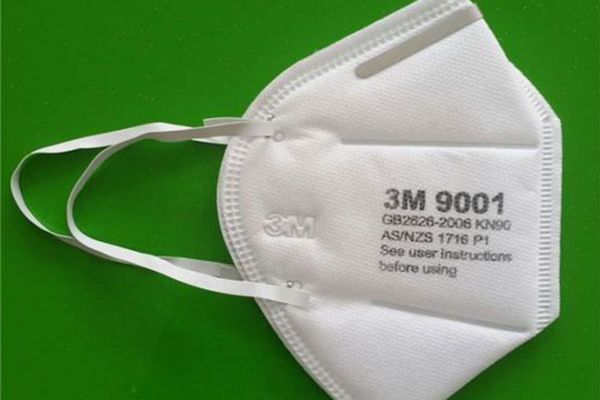 3M
3M 9001
GB2626-2006 KN90
AS/NZS 1716 P1
See user instructions
before using